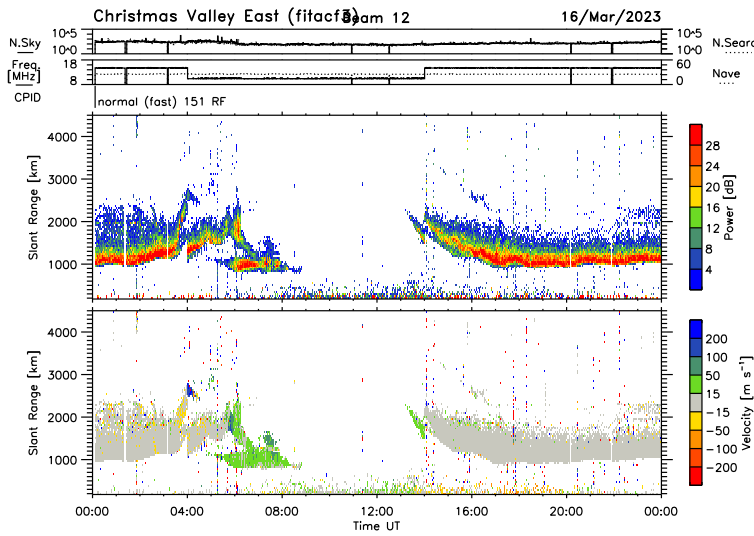 Christmas Valley East (fitacf3) Beam 12 16/Mar/2023
N.Sky 10^5 10^0 10^5 10^0 N.Search
Freq. [MHz] 18 8 60 0 Nave
CPID normal (fast) 151 RF
Slant Range [km]
4000
3000
2000
1000
28
24
20
16
12
8
4
Power [dB]
Slant Range [km]
4000
3000
2000
1000
200
100
50
15
-15
-50
-100
-200
Velocity [m s⁻¹]
00:00 04:00 08:00 12:00 16:00 20:00 00:00
Time UT